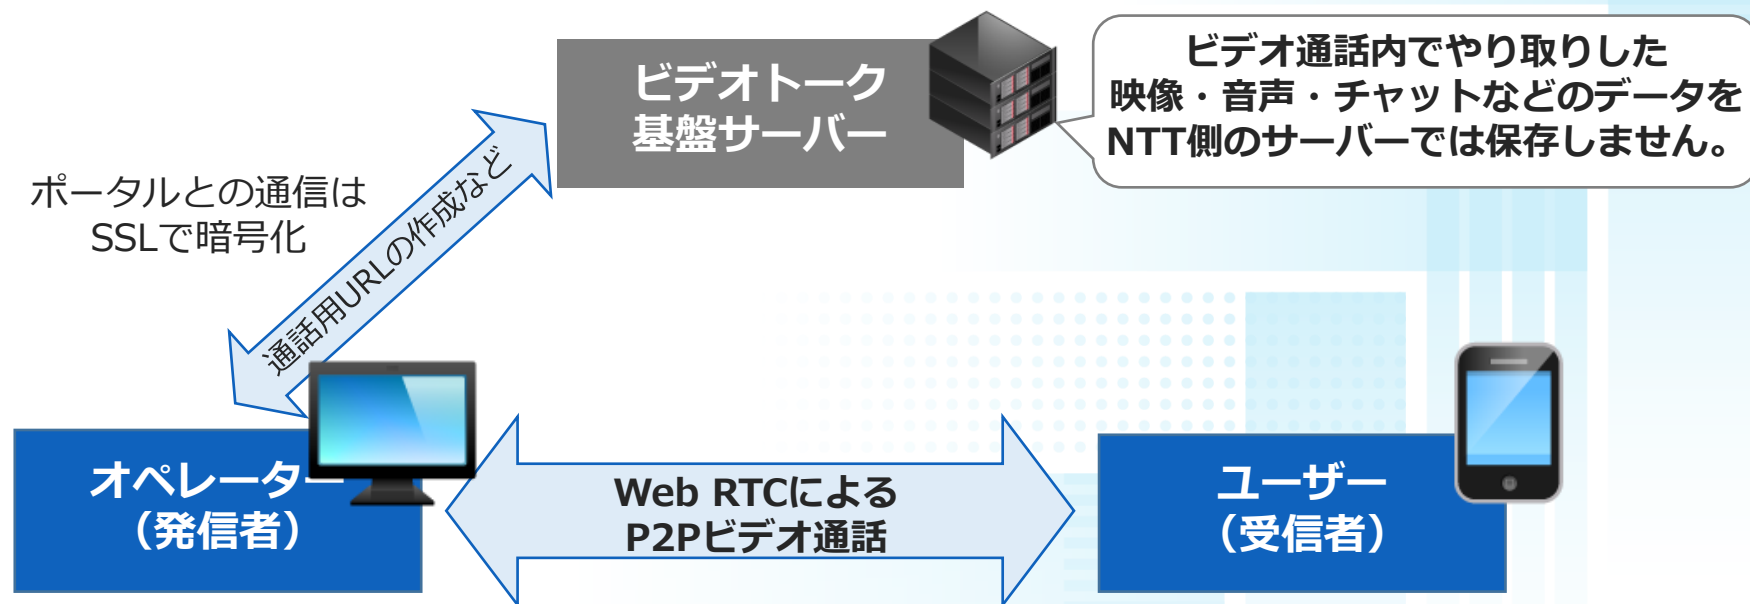 ビデオトーク
基盤サーバー
ビデオ通話内でやり取りした
映像・音声・チャットなどのデータを
NTT側のサーバーでは保存しません。
ポータルとの通信は
SSLで暗号化
通話用URLの作成など
オペレーター
（発信者）
Web RTCによる
P2Pビデオ通話
ユーザー
（受信者）